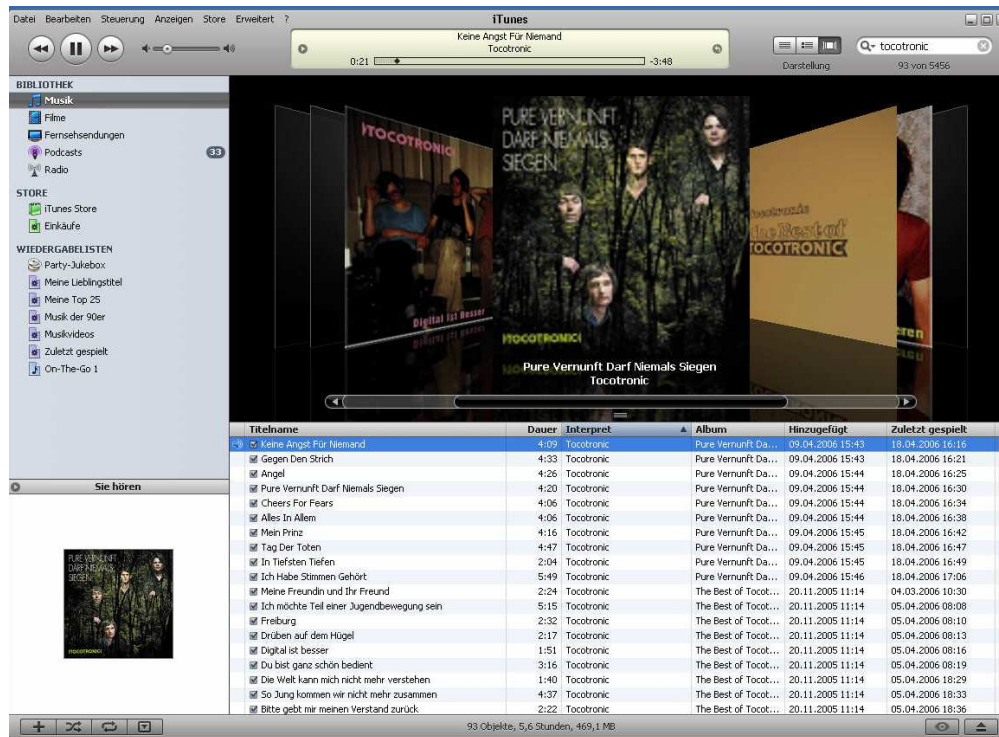 Datei Bearbeiten Steuerung Anzeigen Store Erweitert ?
iTunes
Keine Angst Für Niemand
Tocotronic
0:21 -3:48
Darstellung
tocotronic
93 von 5456
BIBLIOTHEK
Musik
Filme
Fernsehsendungen
Podcasts 33
Radio
STORE
iTunes Store
Einkäufe
WIEDERGABELISTEN
Party-Jukebox
Meine Lieblingstitel
Meine Top 25
Musik der 90er
Musikvideos
Zuletzt gespielt
On-The-Go 1
TOCOTRONIC
Digital ist Besser
PURE VERNUNFT
DARF NIEMALS
SIEGEN
TOCOTRONIC
The Best of
TOCOTRONIC
Pure Vernunft Darf Niemals Siegen
Tocotronic
Titelname Dauer Interpret Album Hinzugefügt Zuletzt gespielt
Keine Angst Für Niemand 4:09 Tocotronic Pure Vernunft Da... 09.04.2006 15:43 18.04.2006 16:16
Gegen Den Strich 4:33 Tocotronic Pure Vernunft Da... 09.04.2006 15:43 18.04.2006 16:21
Angel 4:26 Tocotronic Pure Vernunft Da... 09.04.2006 15:44 18.04.2006 16:25
Pure Vernunft Darf Niemals Siegen 4:20 Tocotronic Pure Vernunft Da... 09.04.2006 15:44 18.04.2006 16:30
Cheers For Fears 4:06 Tocotronic Pure Vernunft Da... 09.04.2006 15:44 18.04.2006 16:34
Alles In Allem 4:06 Tocotronic Pure Vernunft Da... 09.04.2006 15:44 18.04.2006 16:38
Mein Prinz 4:16 Tocotronic Pure Vernunft Da... 09.04.2006 15:45 18.04.2006 16:42
Tag Der Toten 4:47 Tocotronic Pure Vernunft Da... 09.04.2006 15:45 18.04.2006 16:47
In Tiefsten Tiefen 2:04 Tocotronic Pure Vernunft Da... 09.04.2006 15:45 18.04.2006 16:49
Ich Habe Stimmen Gehört 5:49 Tocotronic Pure Vernunft Da... 09.04.2006 15:46 18.04.2006 17:06
Meine Freundin und Ihr Freund 2:24 Tocotronic The Best of Tocot... 20.11.2005 11:14 04.03.2006 10:30
Ich möchte Teil einer Jugendbewegung sein 5:15 Tocotronic The Best of Tocot... 20.11.2005 11:14 05.04.2006 08:08
Freiburg 2:32 Tocotronic The Best of Tocot... 20.11.2005 11:14 05.04.2006 08:10
Drüben auf dem Hügel 2:17 Tocotronic The Best of Tocot... 20.11.2005 11:14 05.04.2006 08:13
Digital ist besser 1:51 Tocotronic The Best of Tocot... 20.11.2005 11:14 05.04.2006 08:16
Du bist ganz schön bedient 3:16 Tocotronic The Best of Tocot... 20.11.2005 11:14 05.04.2006 08:19
Die Welt kann mich nicht mehr verstehen 1:40 Tocotronic The Best of Tocot... 20.11.2005 11:14 05.04.2006 18:29
So Jung kommen wir nicht mehr zusammen 4:37 Tocotronic The Best of Tocot... 20.11.2005 11:14 05.04.2006 18:33
Bitte gebt mir meinen Verstand zurück 2:22 Tocotronic The Best of Tocot... 20.11.2005 11:14 05.04.2006 18:36
Sie hören
PURE VERNUNFT
DARF NIEMALS
SIEGEN
TOCOTRONIC
93 Objekte, 5,6 Stunden, 469,1 MB